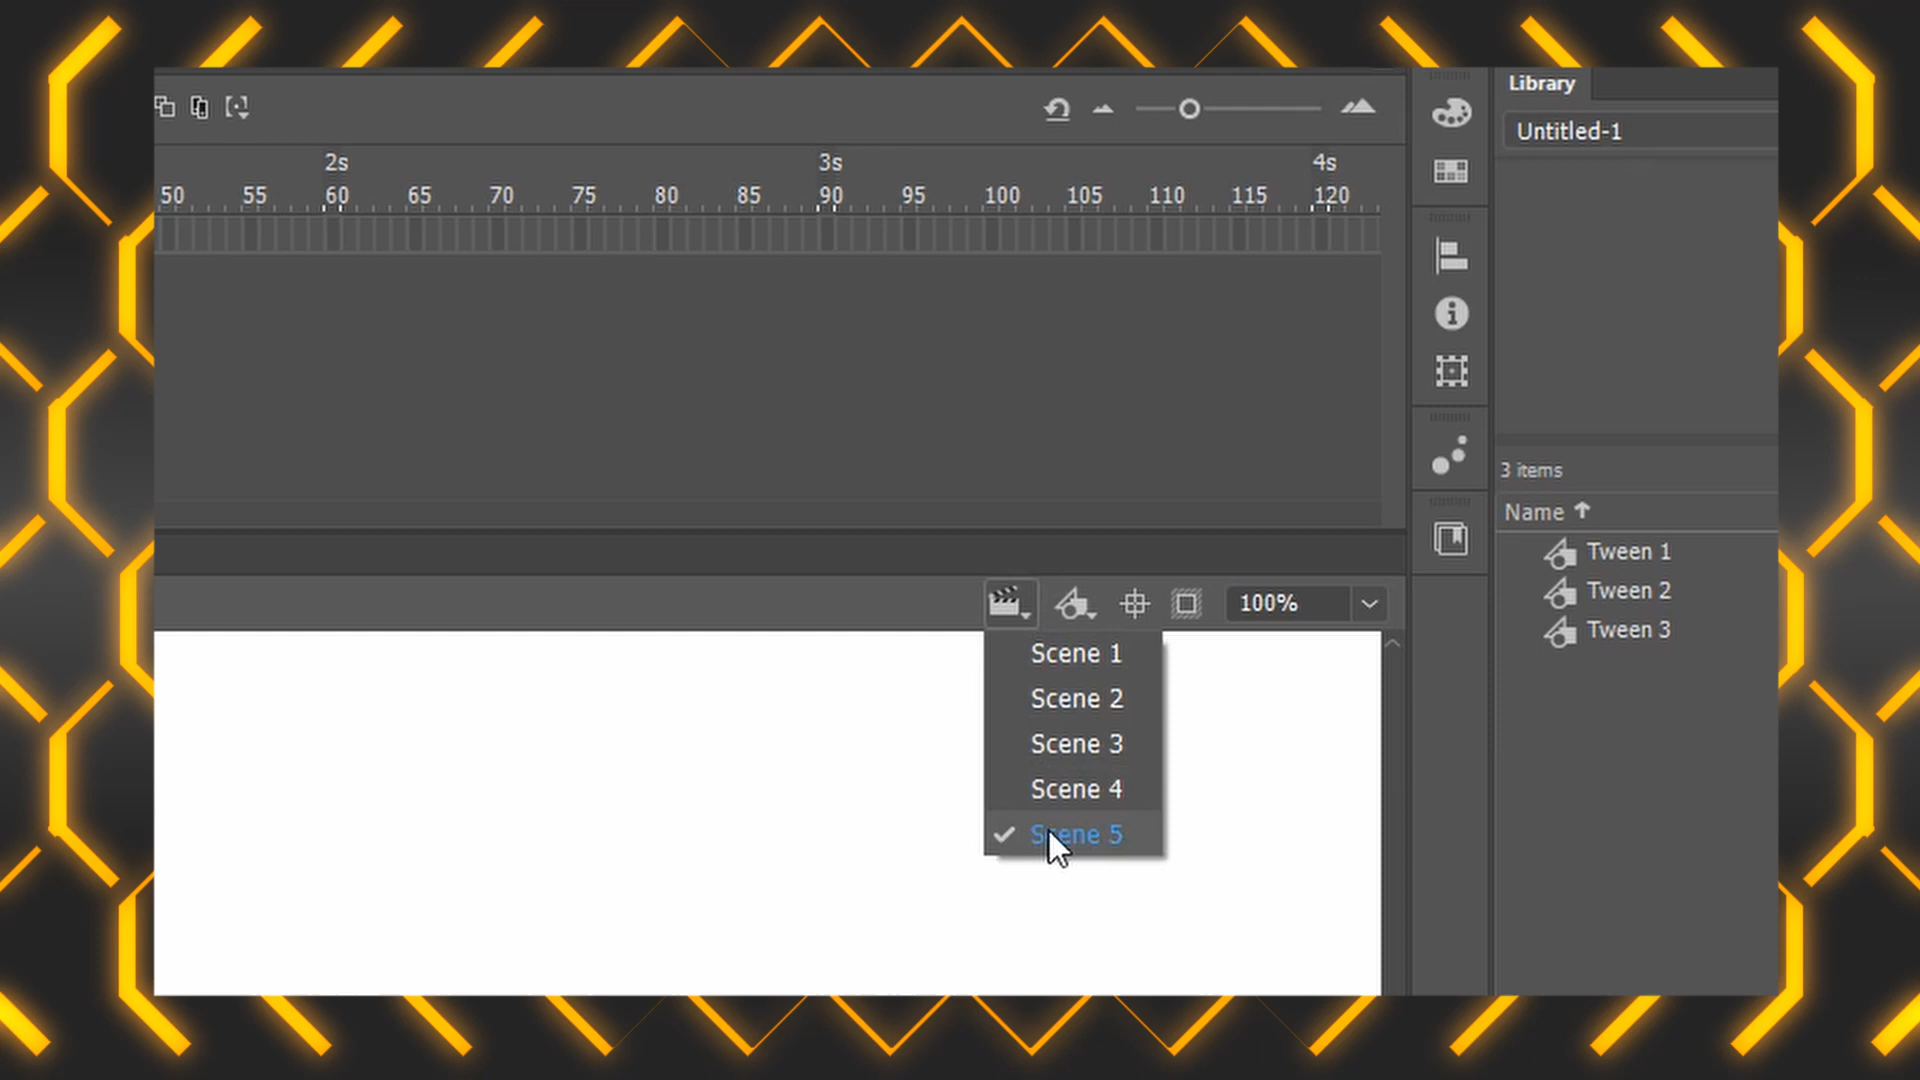 Library
Untitled-1
2s 3s 4s
50 55 60 65 70 75 80 85 90 95 100 105 110 115 120
3 items
Name
Tween 1
Tween 2
Tween 3
100%
Scene 1
Scene 2
Scene 3
Scene 4
Scene 5